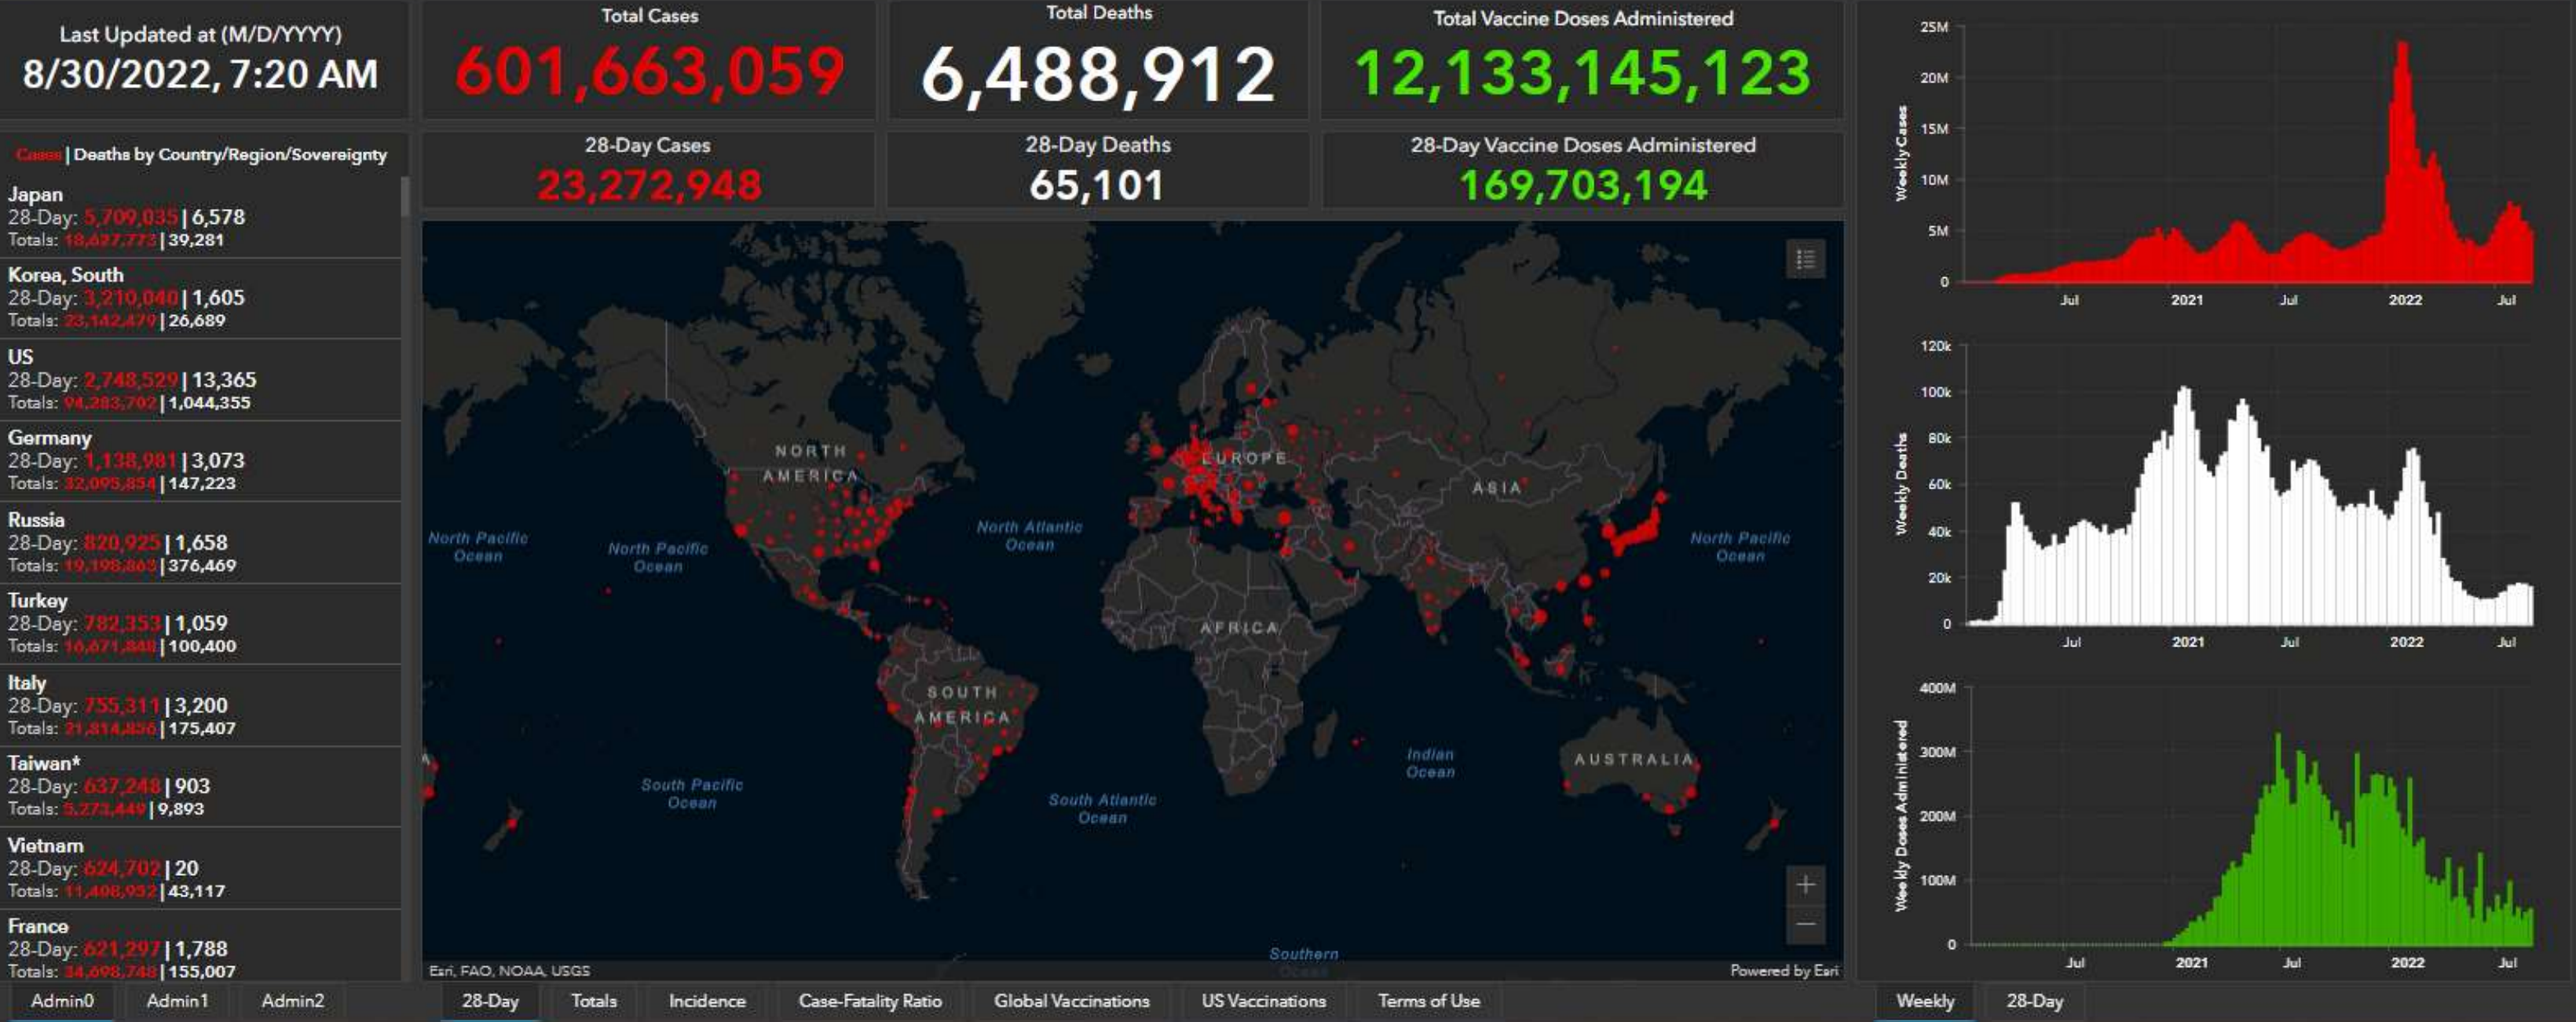 Last Updated at (M/D/YYYY)
8/30/2022, 7:20 AM
Cases | Deaths by Country/Region/Sovereignty
Japan
28-Day: 5,709,035 | 6,578
Totals: 18,627,773 | 39,281
Korea, South
28-Day: 3,210,040 | 1,605
Totals: 23,142,479 | 26,689
US
28-Day: 2,748,529 | 13,365
Totals: 94,283,702 | 1,044,355
Germany
28-Day: 1,138,981 | 3,073
Totals: 32,095,854 | 147,223
Russia
28-Day: 820,925 | 1,658
Totals: 19,198,863 | 376,469
Turkey
28-Day: 782,353 | 1,059
Totals: 16,671,848 | 100,400
Italy
28-Day: 755,311 | 3,200
Totals: 21,814,856 | 175,407
Taiwan*
28-Day: 637,248 | 903
Totals: 5,273,449 | 9,893
Vietnam
28-Day: 624,702 | 20
Totals: 11,408,952 | 43,117
France
28-Day: 621,297 | 1,788
Totals: 34,698,748 | 155,007
Admin0
Admin1
Admin2
Total Cases
601,663,059
Total Deaths
6,488,912
Total Vaccine Doses Administered
12,133,145,123
28-Day Cases
23,272,948
28-Day Deaths
65,101
28-Day Vaccine Doses Administered
169,703,194
NORTH
AMERICA
EUROPE
ASIA
North Pacific
Ocean
North Pacific
Ocean
North Atlantic
Ocean
North Pacific
Ocean
AFRICA
SOUTH
AMERICA
Indian
Ocean
AUSTRALIA
South Pacific
Ocean
South Atlantic
Ocean
Southern
Ocean
+
−
Esri, FAO, NOAA, USGS
Powered by Esri
28-Day
Totals
Incidence
Case-Fatality Ratio
Global Vaccinations
US Vaccinations
Terms of Use
Weekly Cases
25M
20M
15M
10M
5M
0
Jul
2021
Jul
2022
Jul
Weekly Deaths
120k
100k
80k
60k
40k
20k
0
Jul
2021
Jul
2022
Jul
Weekly Doses Administered
400M
300M
200M
100M
0
Jul
2021
Jul
2022
Jul
Weekly
28-Day